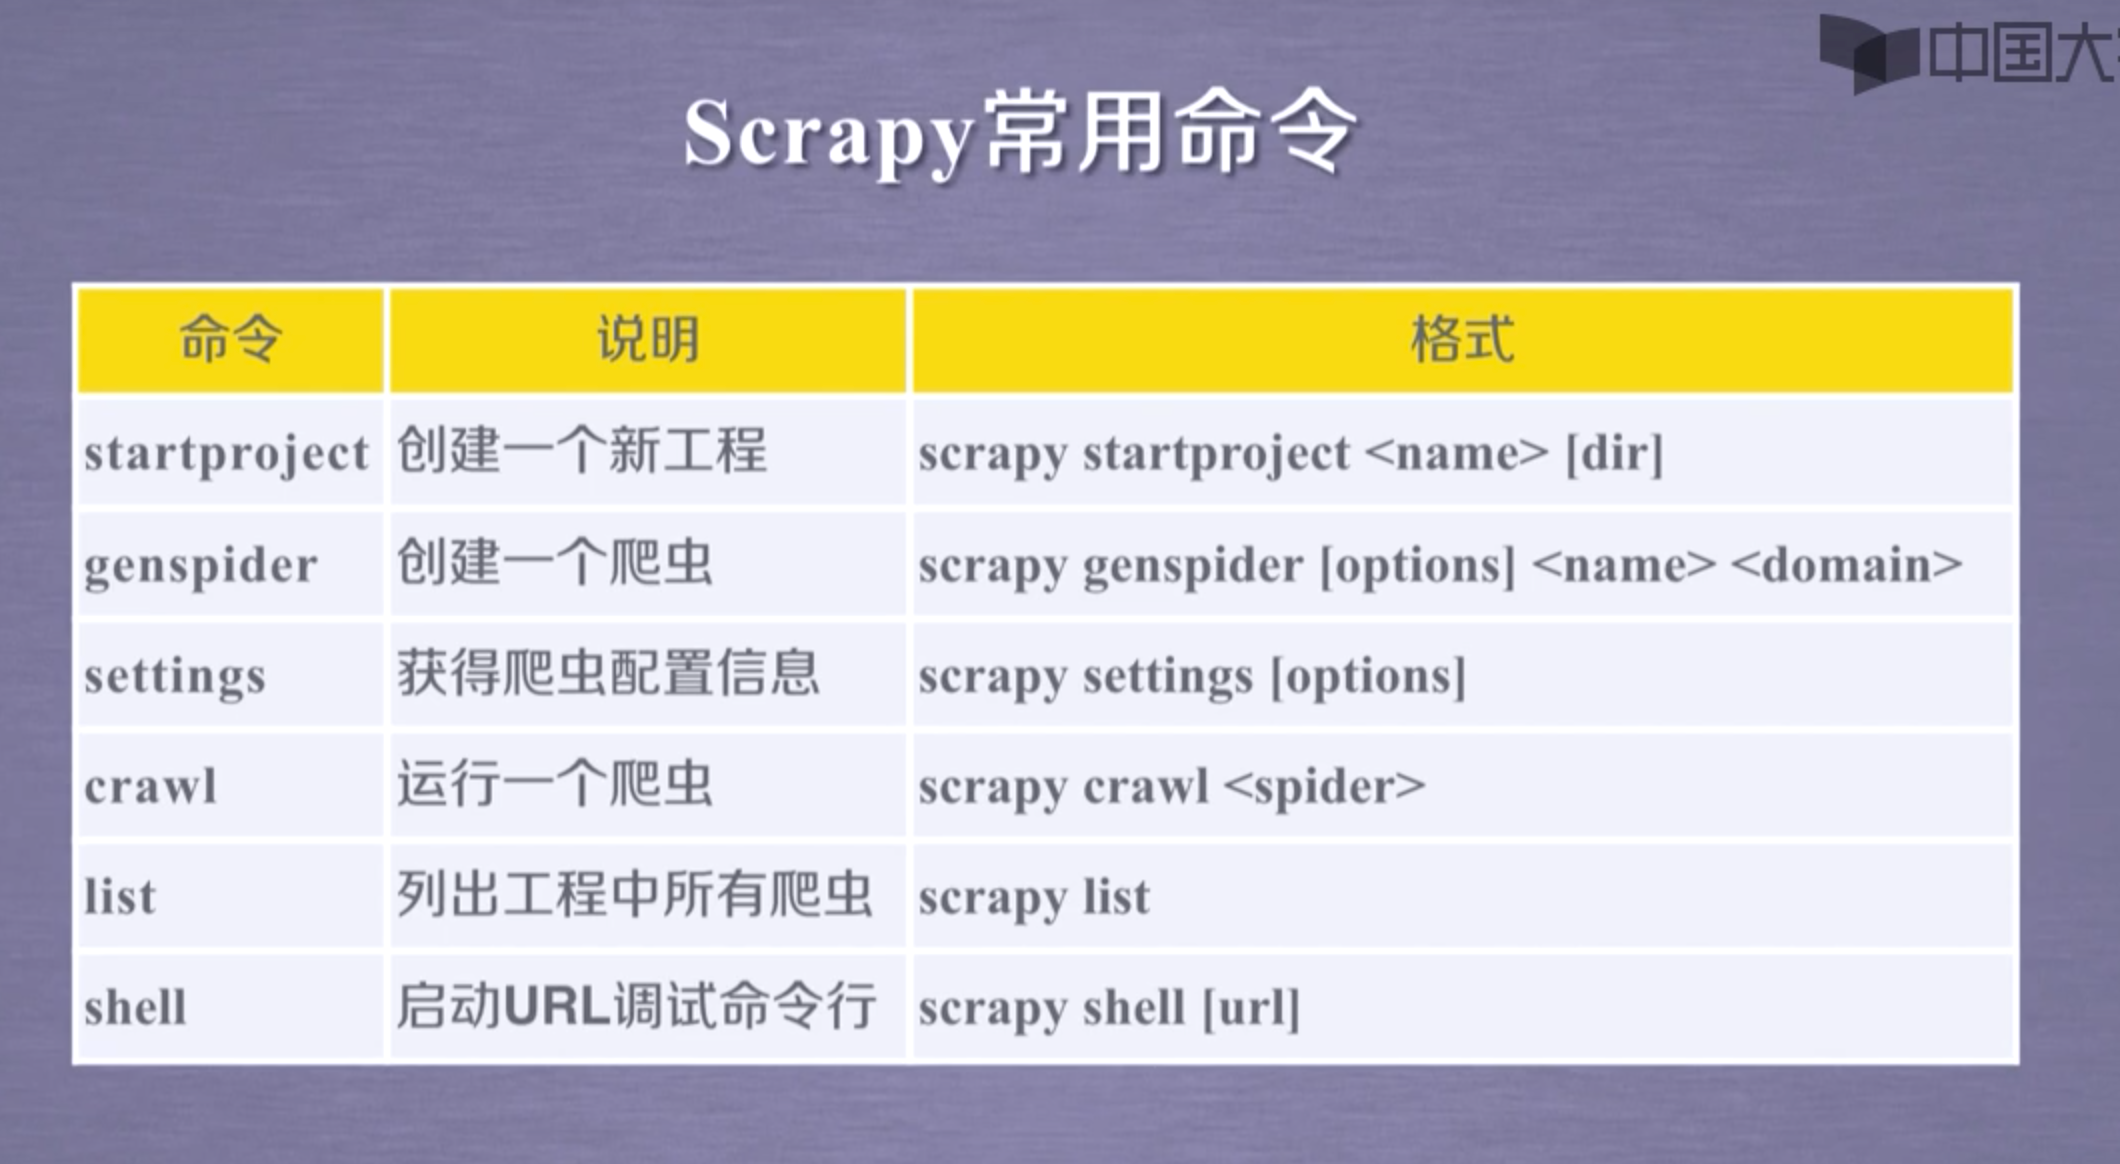 中国大
Scrapy常用命令
命令 说明 格式
startproject 创建一个新工程 scrapy startproject <name> [dir]
genspider 创建一个爬虫 scrapy genspider [options] <name> <domain>
settings 获得爬虫配置信息 scrapy settings [options]
crawl 运行一个爬虫 scrapy crawl <spider>
list 列出工程中所有爬虫 scrapy list
shell 启动URL调试命令行 scrapy shell [url]